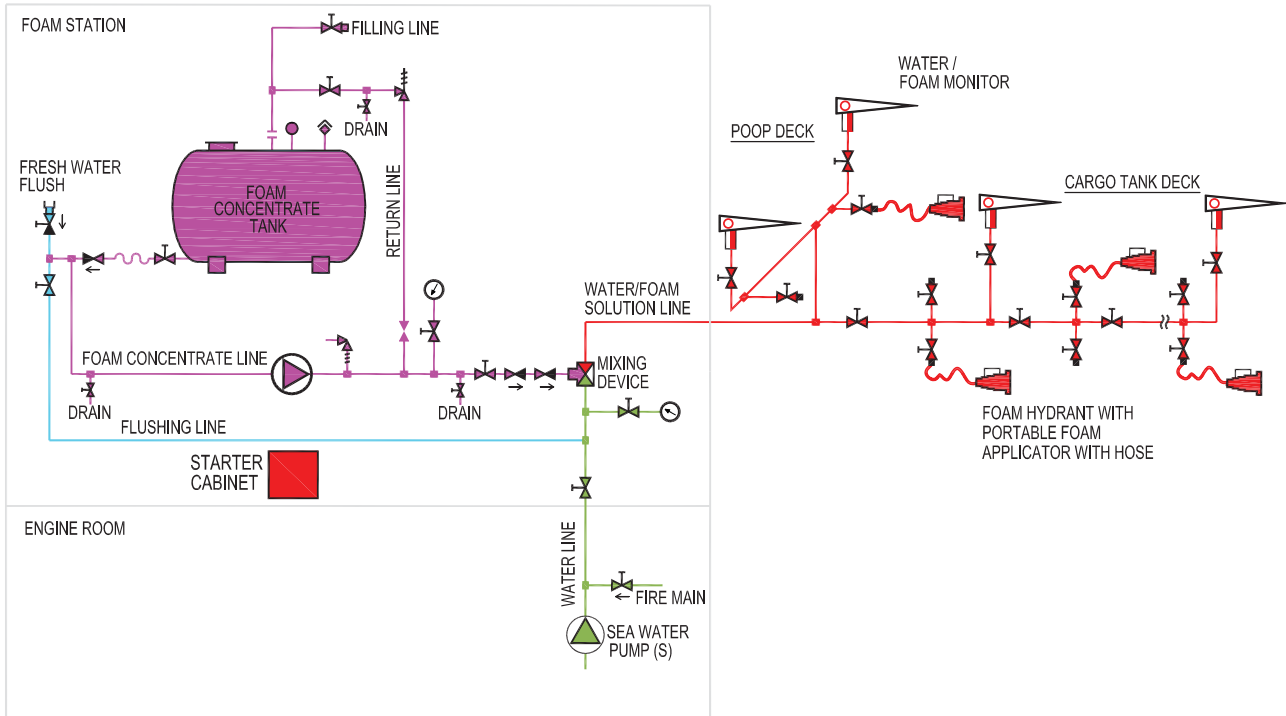 FOAM STATION
FILLING LINE
DRAIN
FRESH WATER
FLUSH
FOAM
CONCENTRATE
TANK
RETURN LINE
FOAM CONCENTRATE LINE
DRAIN
DRAIN
FLUSHING LINE
STARTER
CABINET
WATER/FOAM
SOLUTION LINE
MIXING
DEVICE
ENGINE ROOM
WATER LINE
FIRE MAIN
SEA WATER
PUMP (S)
WATER /
FOAM MONITOR
POOP DECK
CARGO TANK DECK
FOAM HYDRANT WITH
PORTABLE FOAM
APPLICATOR WITH HOSE